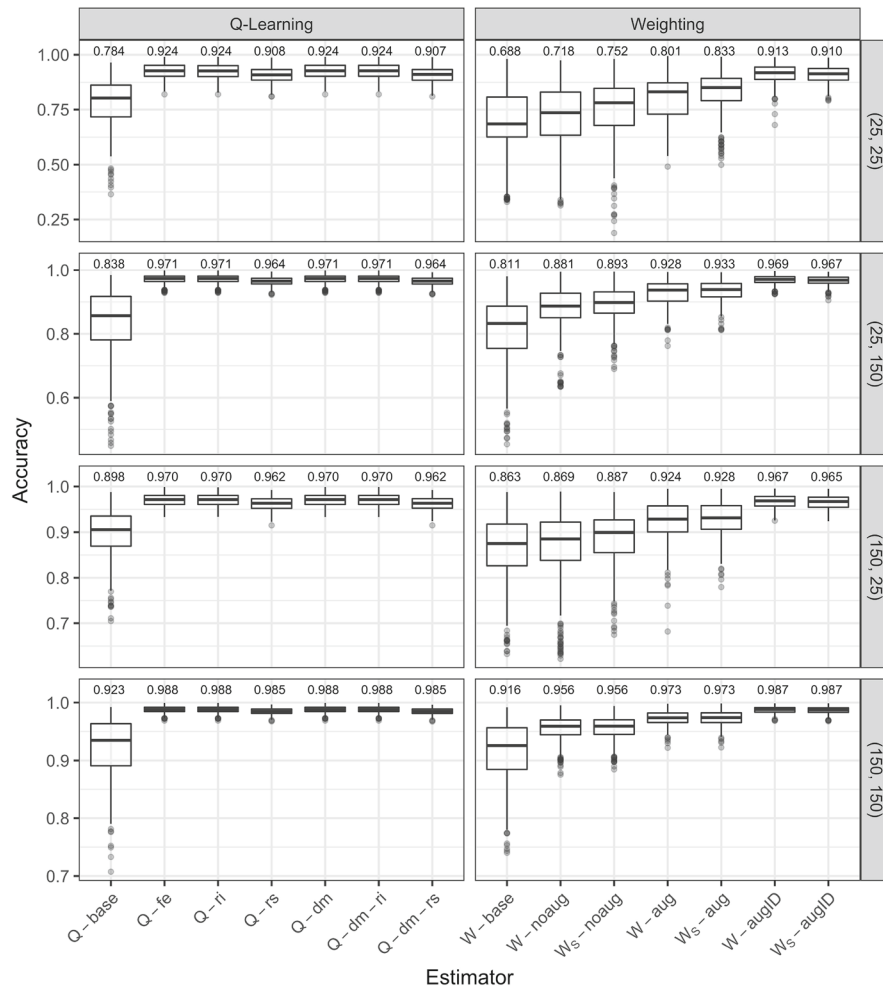 Q-Learning
Weighting
0.784 0.924 0.924 0.908 0.924 0.924 0.907
0.688 0.718 0.752 0.801 0.833 0.913 0.910
1.00
0.75
0.50
0.25
(25, 25)
0.838 0.971 0.971 0.964 0.971 0.971 0.964
0.811 0.881 0.893 0.928 0.933 0.969 0.967
1.0
0.8
0.6
(25, 150)
Accuracy
0.898 0.970 0.970 0.962 0.970 0.970 0.962
0.863 0.869 0.887 0.924 0.928 0.967 0.965
1.0
0.9
0.8
0.7
(150, 25)
0.923 0.988 0.988 0.985 0.988 0.988 0.985
0.916 0.956 0.956 0.973 0.973 0.987 0.987
1.0
0.9
0.8
0.7
(150, 150)
Q − base
Q − fe
Q − ri
Q − rs
Q − dm
Q − dm − ri
Q − dm − rs
W − base
W − noaug
W_S − noaug
W − aug
W_S − aug
W − augID
W_S − augID
Estimator